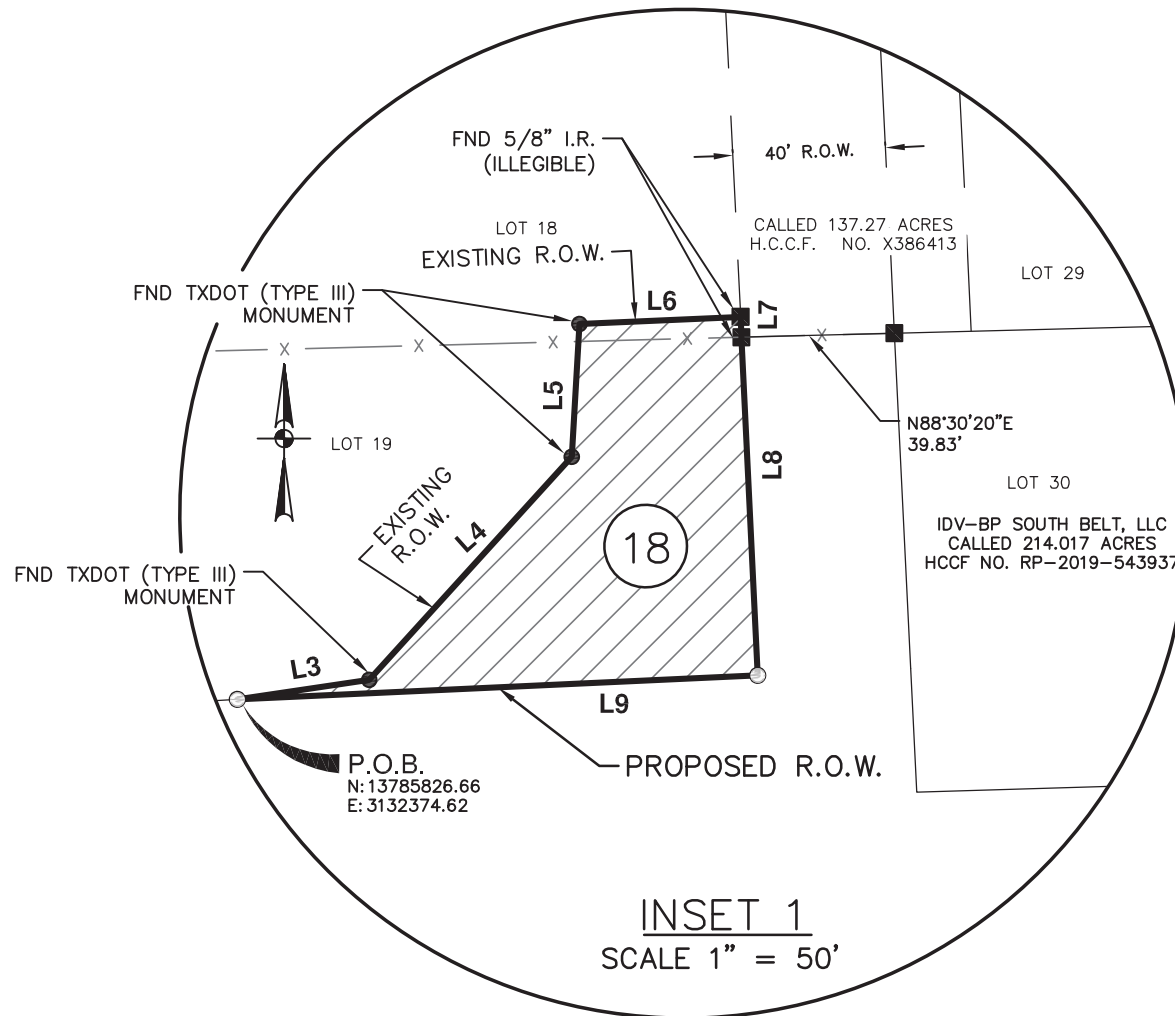 FND 5/8" I.R.
(ILLEGIBLE)
40' R.O.W.
LOT 18
EXISTING R.O.W.
CALLED 137.27 ACRES
H.C.C.F. NO. X386413
LOT 29
FND TXDOT (TYPE III)
MONUMENT
L6
L7
X
X
X
X
X
L5
LOT 19
N88°30'20"E
39.83'
L8
LOT 30
EXISTING
R.O.W.
L4
18
IDV-BP SOUTH BELT, LLC
CALLED 214.017 ACRES
HCCF NO. RP-2019-543937
FND TXDOT (TYPE III)
MONUMENT
L3
L9
P.O.B.
N:13785826.66
E:3132374.62
PROPOSED R.O.W.
INSET 1
SCALE 1" = 50'